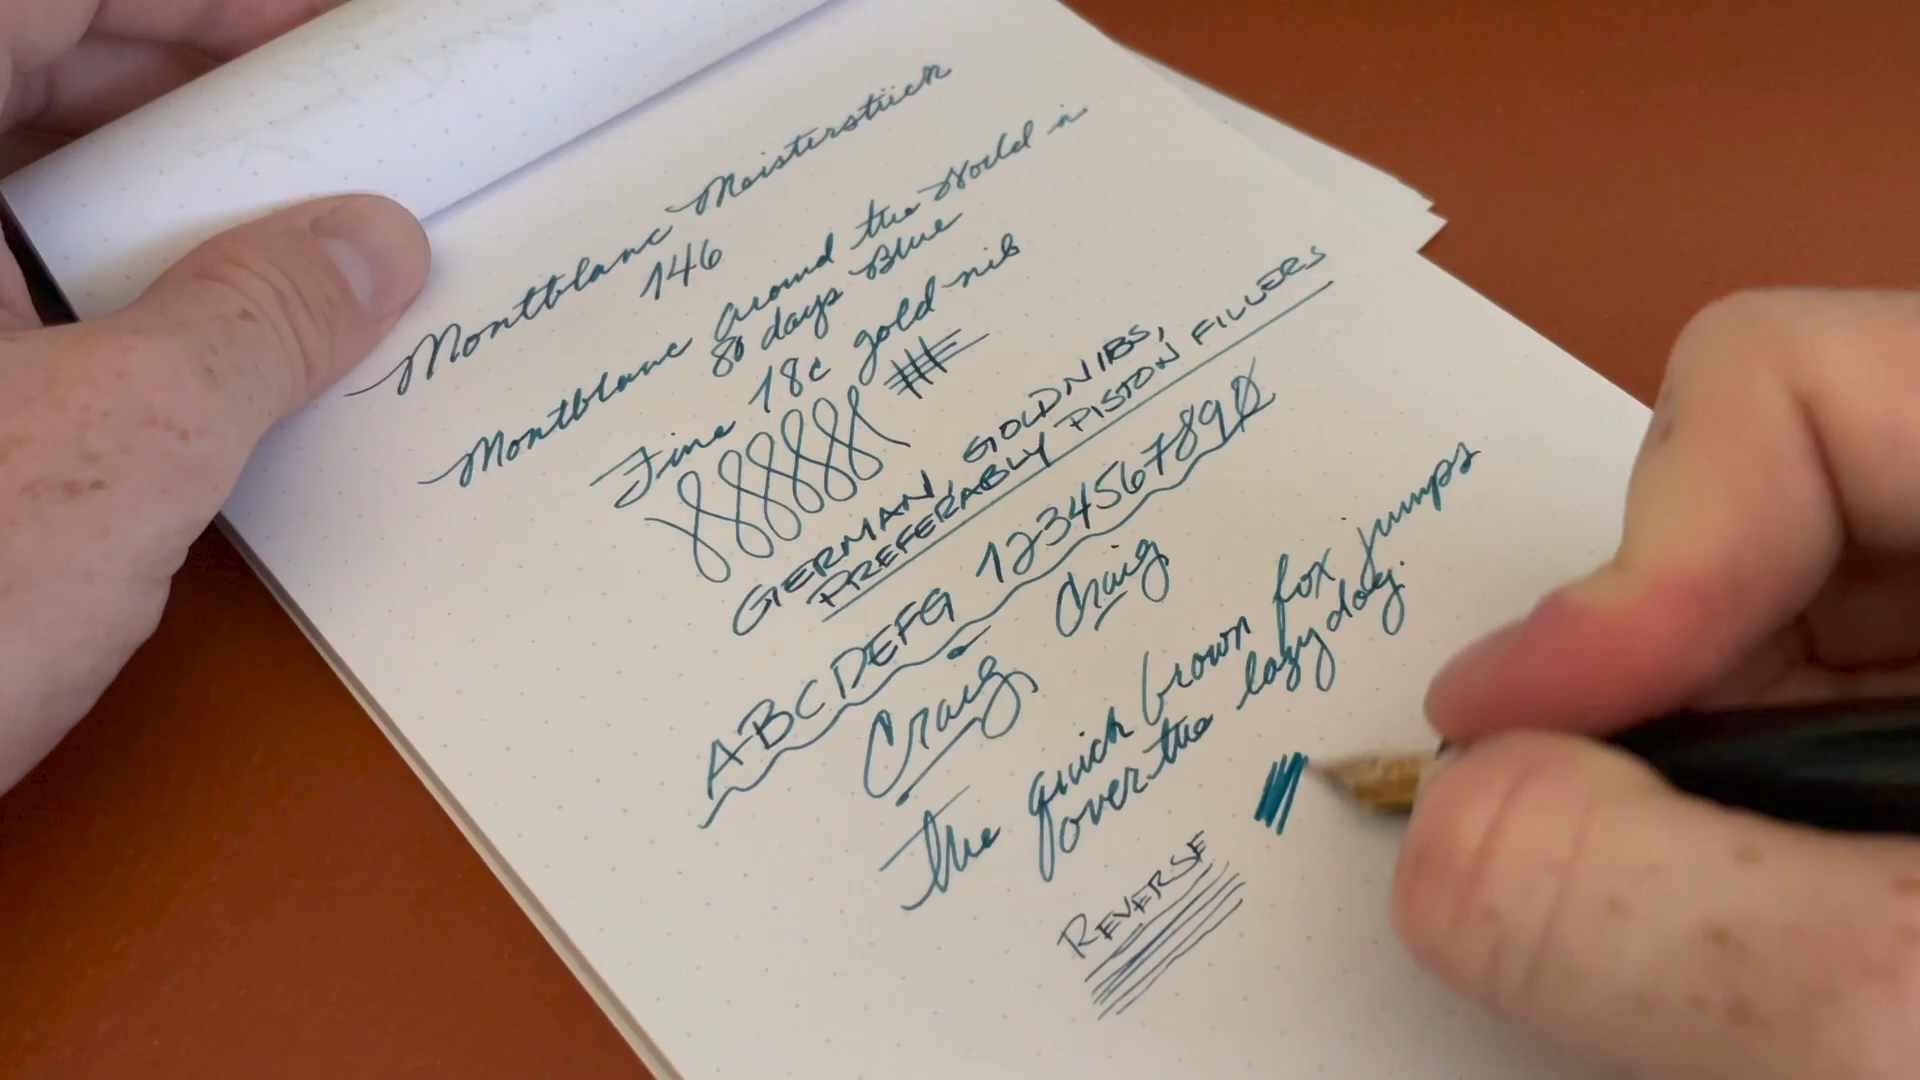 Montblanc Meisterstück
146
Montblanc Around the World in
80 days Blue
Fine 18c gold nib
GERMAN, GOLD NIBS,
PREFERABLY PISTON FILLERS
ABCDEFG 1234567890
Craig Craig
The quick brown fox jumps
over the lazy dog.
REVERSE